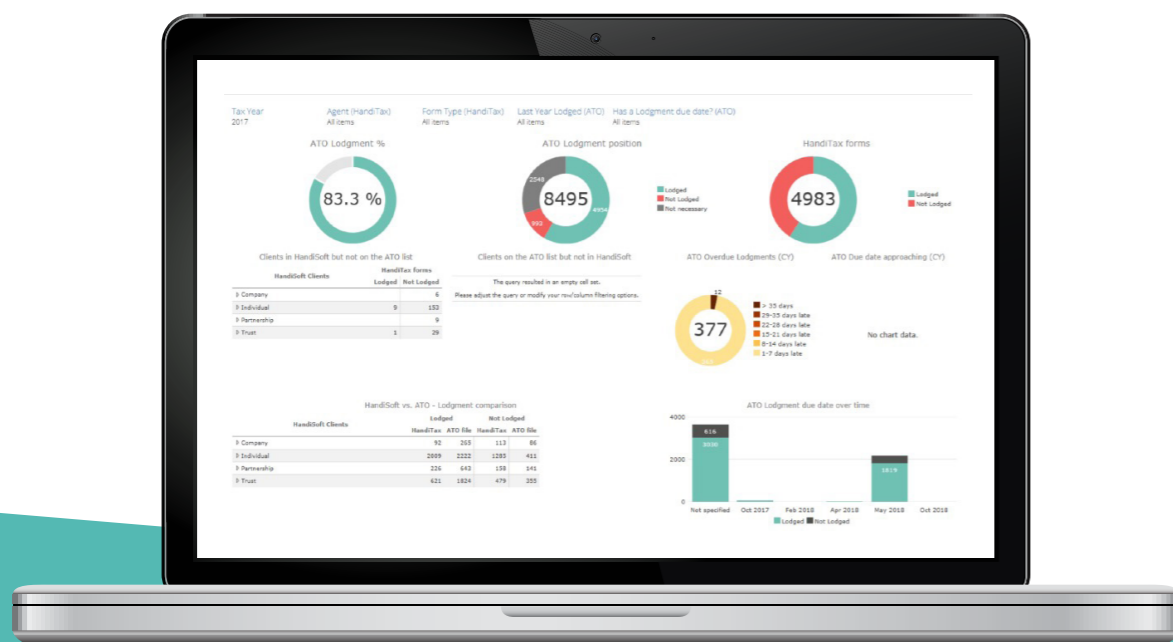 Tax Year Agent (HandiTax) Form Type (HandiTax) Last Year Lodged (ATO) Has a Lodgment due date? (ATO)
2017 All items All items All items All items
ATO Lodgment % ATO Lodgment position HandiTax forms
83.3 %
2548
8495
4954
993
Lodged
Not Lodged
Not necessary
4983
Lodged
Not Lodged
Clients in HandiSoft but not on the ATO list
HandiSoft Clients HandiTax forms
Lodged Not Lodged
Company 6
Individual 9 152
Partnership 9
Trust 1 29
Clients on the ATO list but not in HandiSoft
The query resulted in an empty cell set.
Please adjust the query or modify your row/column filtering options.
ATO Overdue Lodgments (CY)
12
377
> 35 days
29-35 days late
22-28 days late
15-21 days late
8-14 days late
1-7 days late
ATO Due date approaching (CY)
No chart data.
HandiSoft vs. ATO - Lodgment comparison
HandiSoft Clients Lodged Not Lodged
HandiTax ATO file HandiTax ATO file
Company 92 265 113 86
Individual 2009 2222 1285 411
Partnership 226 643 158 141
Trust 621 1824 479 355
ATO Lodgment due date over time
4000
616
2000
1819
0
Not specified Oct 2017 Feb 2018 Apr 2018 May 2018 Oct 2018
Lodged Not Lodged